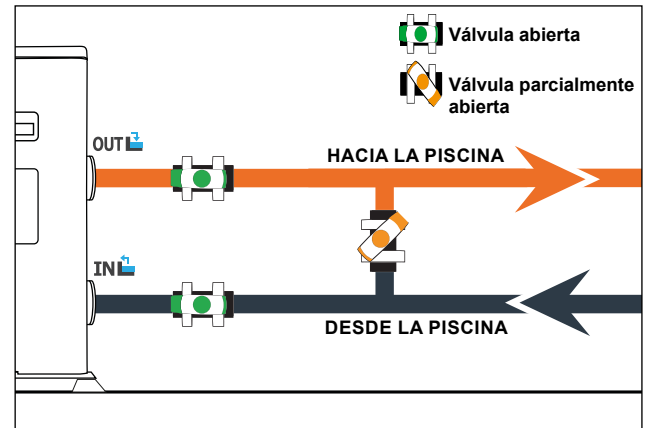 Válvula abierta
Válvula parcialmente
abierta
OUT
HACIA LA PISCINA
IN
DESDE LA PISCINA